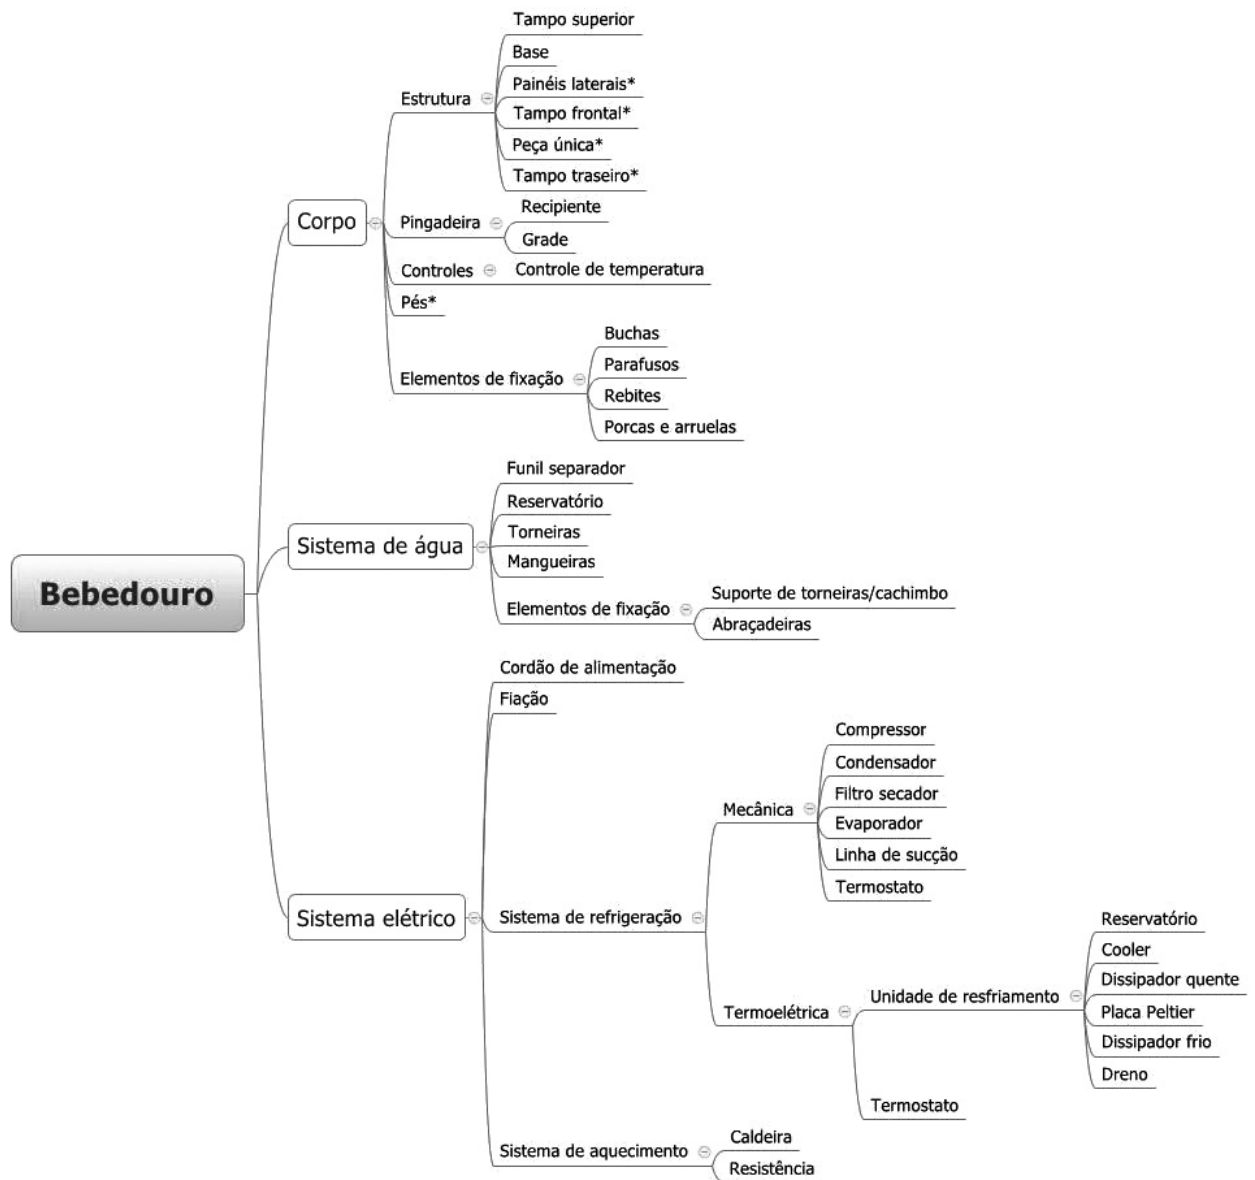 Tampo superior
Base
Painéis laterais*
Estrutura
Tampo frontal*
Peça única*
Tampo traseiro*
Recipiente
Corpo
Pingadeira
Grade
Controles
Controle de temperatura
Pés*
Buchas
Parafusos
Elementos de fixação
Rebites
Porcas e arruelas
Funil separador
Reservatório
Torneiras
Sistema de água
Mangueiras
Bebedouro
Suporte de torneiras/cachimbo
Elementos de fixação
Abraçadeiras
Cordão de alimentação
Fiação
Compressor
Condensador
Filtro secador
Mecânica
Evaporador
Linha de sucção
Termostato
Sistema elétrico
Sistema de refrigeração
Reservatório
Cooler
Dissipador quente
Unidade de resfriamento
Termoelétrica
Placa Peltier
Dissipador frio
Dreno
Termostato
Caldeira
Sistema de aquecimento
Resistência